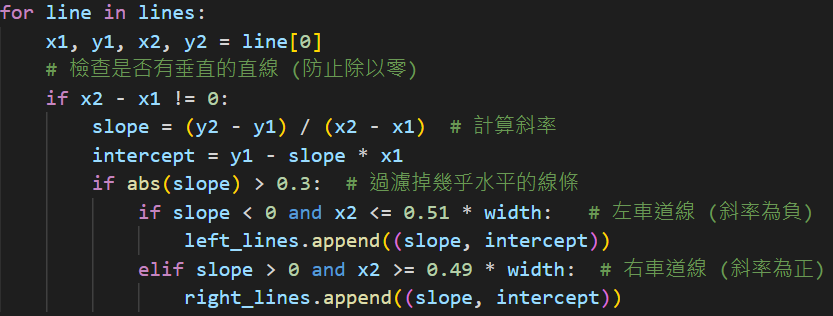 for line in lines:
    x1, y1, x2, y2 = line[0]
    # 檢查是否有垂直的直線 (防止除以零)
    if x2 - x1 != 0:
        slope = (y2 - y1) / (x2 - x1)  # 計算斜率
        intercept = y1 - slope * x1
        if abs(slope) > 0.3:  # 過濾掉幾乎水平的線條
            if slope < 0 and x2 <= 0.51 * width:   # 左車道線 (斜率為負)
                left_lines.append((slope, intercept))
            elif slope > 0 and x2 >= 0.49 * width:  # 右車道線 (斜率為正)
                right_lines.append((slope, intercept))